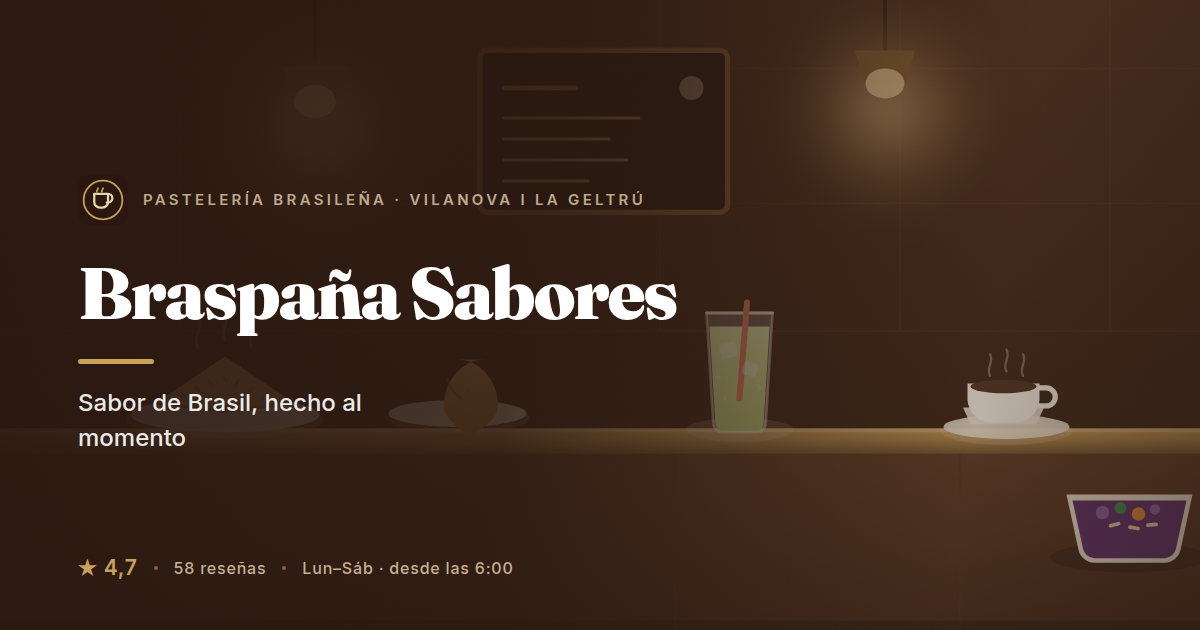 PASTELERÍA BRASILEÑA · VILANOVA I LA GELTRÚ
Braspaña Sabores
Sabor de Brasil, hecho al
momento
★ 4,7 • 58 reseñas • Lun–Sáb · desde las 6:00